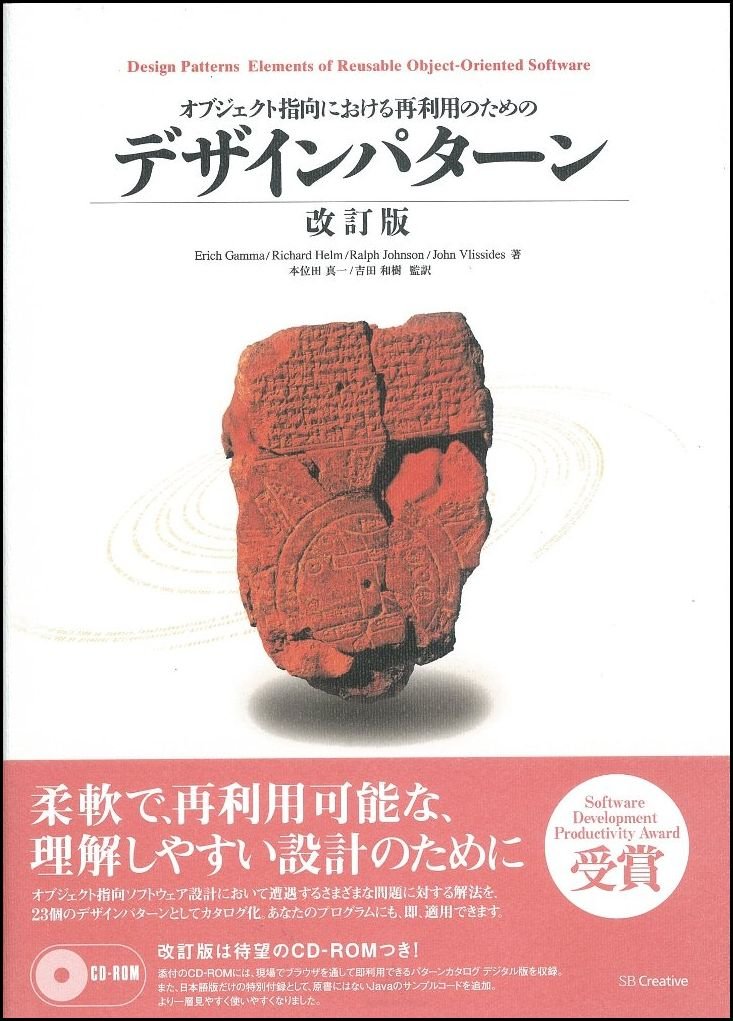 Design Patterns Elements of Reusable Object-Oriented Software
オブジェクト指向における再利用のための
デザインパターン
改訂版
Erich Gamma/Richard Helm/Ralph Johnson/John Vlissides 著
本位田 真一/吉田 和樹 監訳
柔軟で、再利用可能な、
理解しやすい設計のために
オブジェクト指向ソフトウェア設計において遭遇するさまざまな問題に対する解法を、
23個のデザインパターンとしてカタログ化。あなたのプログラムにも、即、適用できます。
Software
Development
Productivity Award
受賞
CD-ROM
改訂版は待望のCD-ROMつき！
添付のCD-ROMには、現場でブラウザを通して即利用できるパターンカタログ デジタル版を収録。
また、日本語版だけの特別付録として、原書にはないJavaのサンプルコードを追加。
より一層見やすく使いやすくなりました。
SB Creative